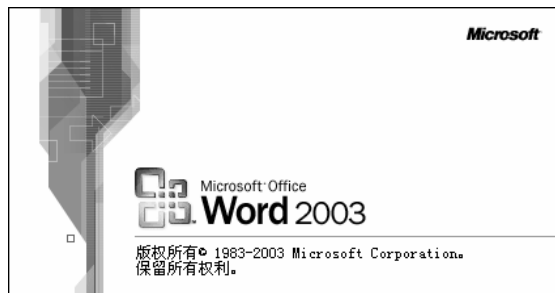 Microsoft
Microsoft Office
Word 2003
版权所有© 1983-2003 Microsoft Corporation。
保留所有权利。